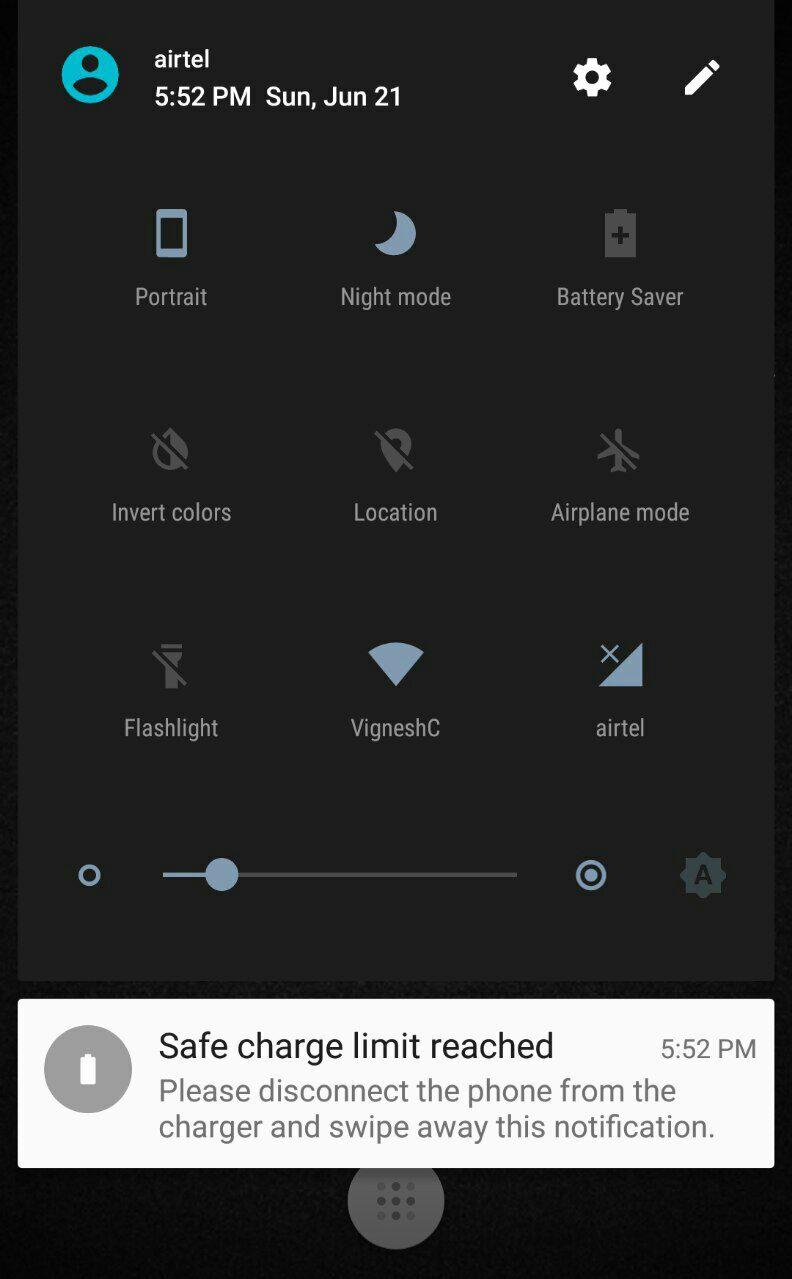 airtel
5:52 PM  Sun, Jun 21
Portrait
Night mode
Battery Saver
Invert colors
Location
Airplane mode
Flashlight
VigneshC
airtel
A
Safe charge limit reached
5:52 PM
Please disconnect the phone from the
charger and swipe away this notification.